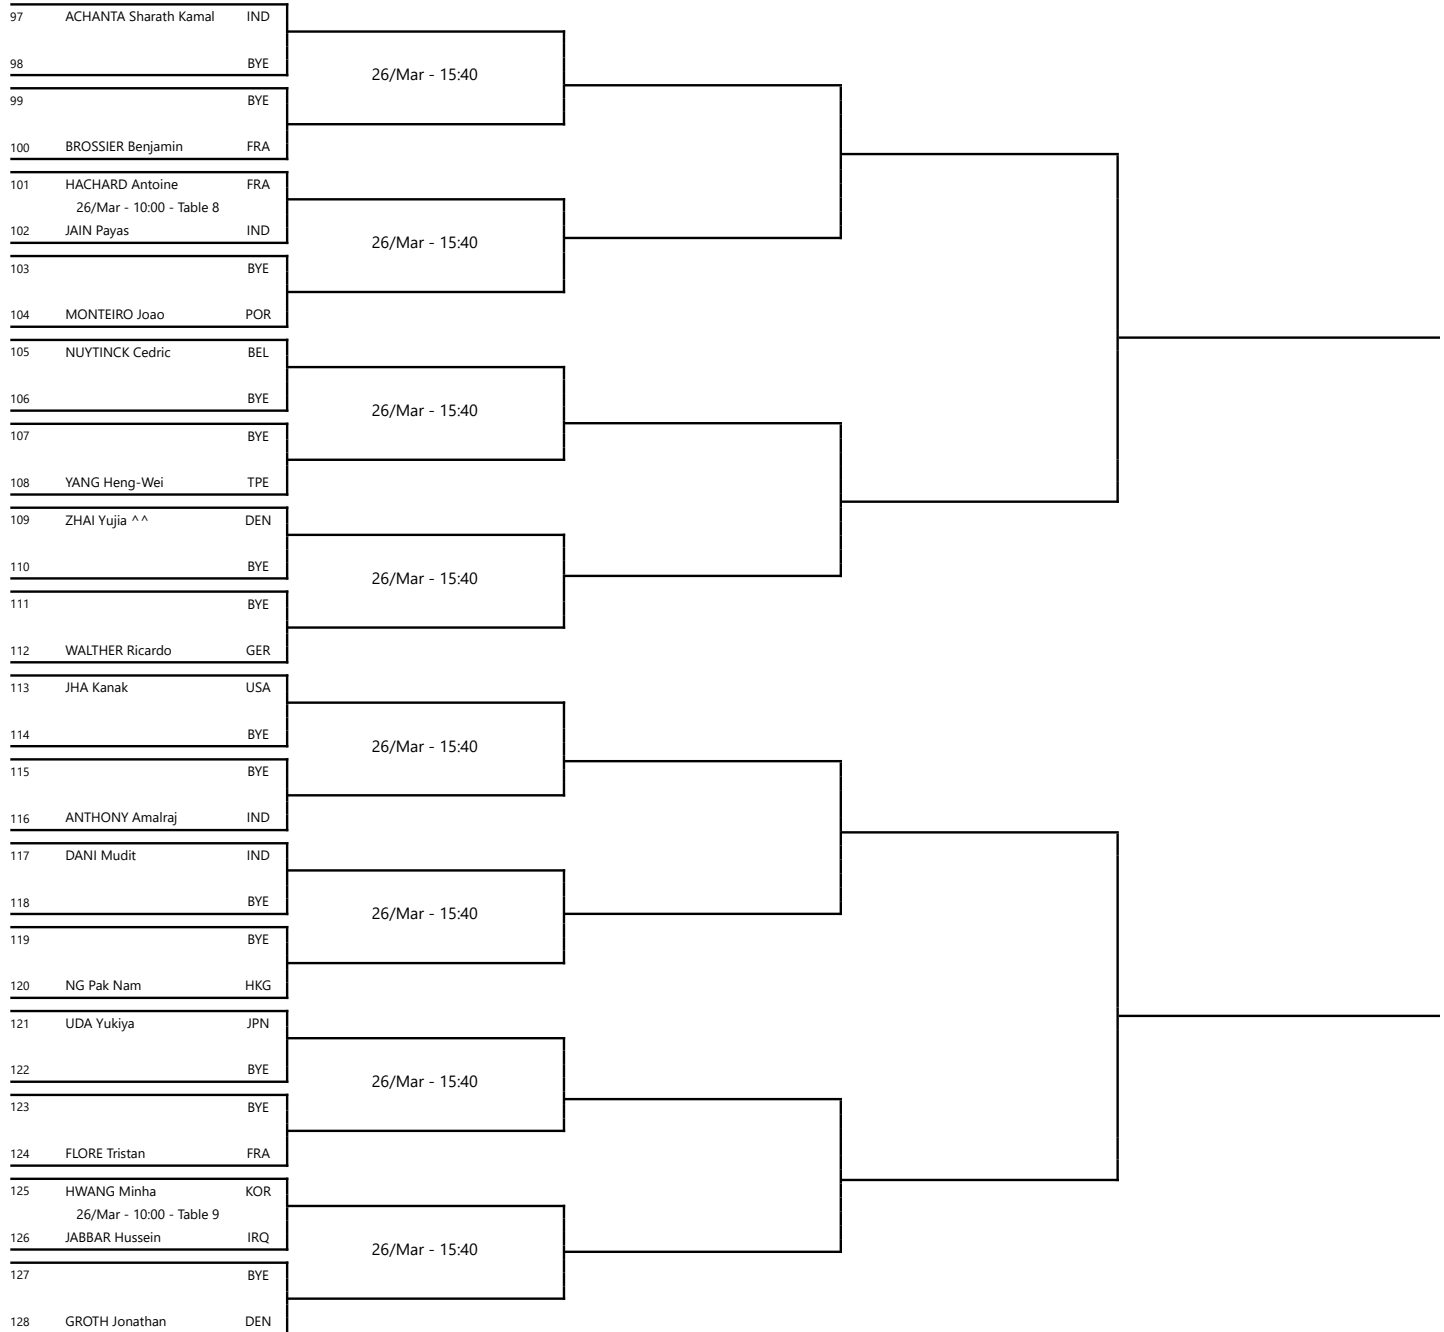 97 ACHANTA Sharath Kamal IND
98 BYE
26/Mar - 15:40
99 BYE
100 BROSSIER Benjamin FRA
101 HACHARD Antoine FRA
26/Mar - 10:00 - Table 8
102 JAIN Payas IND
26/Mar - 15:40
103 BYE
104 MONTEIRO Joao POR
105 NUYTINCK Cedric BEL
106 BYE
26/Mar - 15:40
107 BYE
108 YANG Heng-Wei TPE
109 ZHAI Yujia ^^ DEN
110 BYE
26/Mar - 15:40
111 BYE
112 WALTHER Ricardo GER
113 JHA Kanak USA
114 BYE
26/Mar - 15:40
115 BYE
116 ANTHONY Amalraj IND
117 DANI Mudit IND
118 BYE
26/Mar - 15:40
119 BYE
120 NG Pak Nam HKG
121 UDA Yukiya JPN
122 BYE
26/Mar - 15:40
123 BYE
124 FLORE Tristan FRA
125 HWANG Minha KOR
26/Mar - 10:00 - Table 9
126 JABBAR Hussein IRQ
26/Mar - 15:40
127 BYE
128 GROTH Jonathan DEN